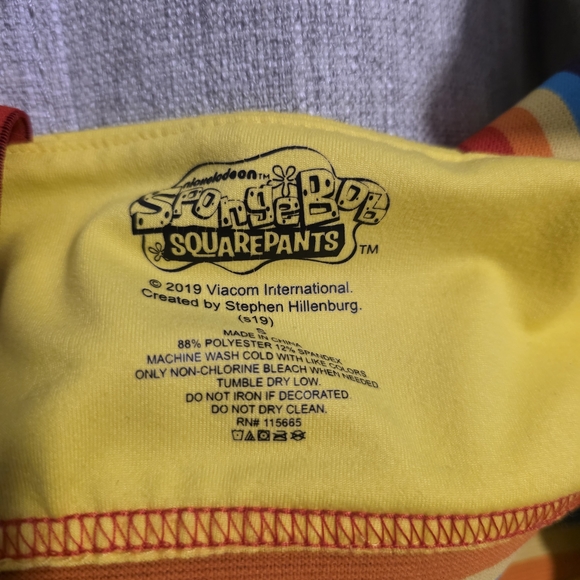 nickelodeon™
SpongeBob
SQUAREPANTS TM
© 2019 Viacom International.
Created by Stephen Hillenburg.
(s19)
S
MADE IN CHINA
88% POLYESTER 12% SPANDEX
MACHINE WASH COLD WITH LIKE COLORS
ONLY NON-CHLORINE BLEACH WHEN NEEDED
TUMBLE DRY LOW.
DO NOT IRON IF DECORATED
DO NOT DRY CLEAN.
RN# 115665